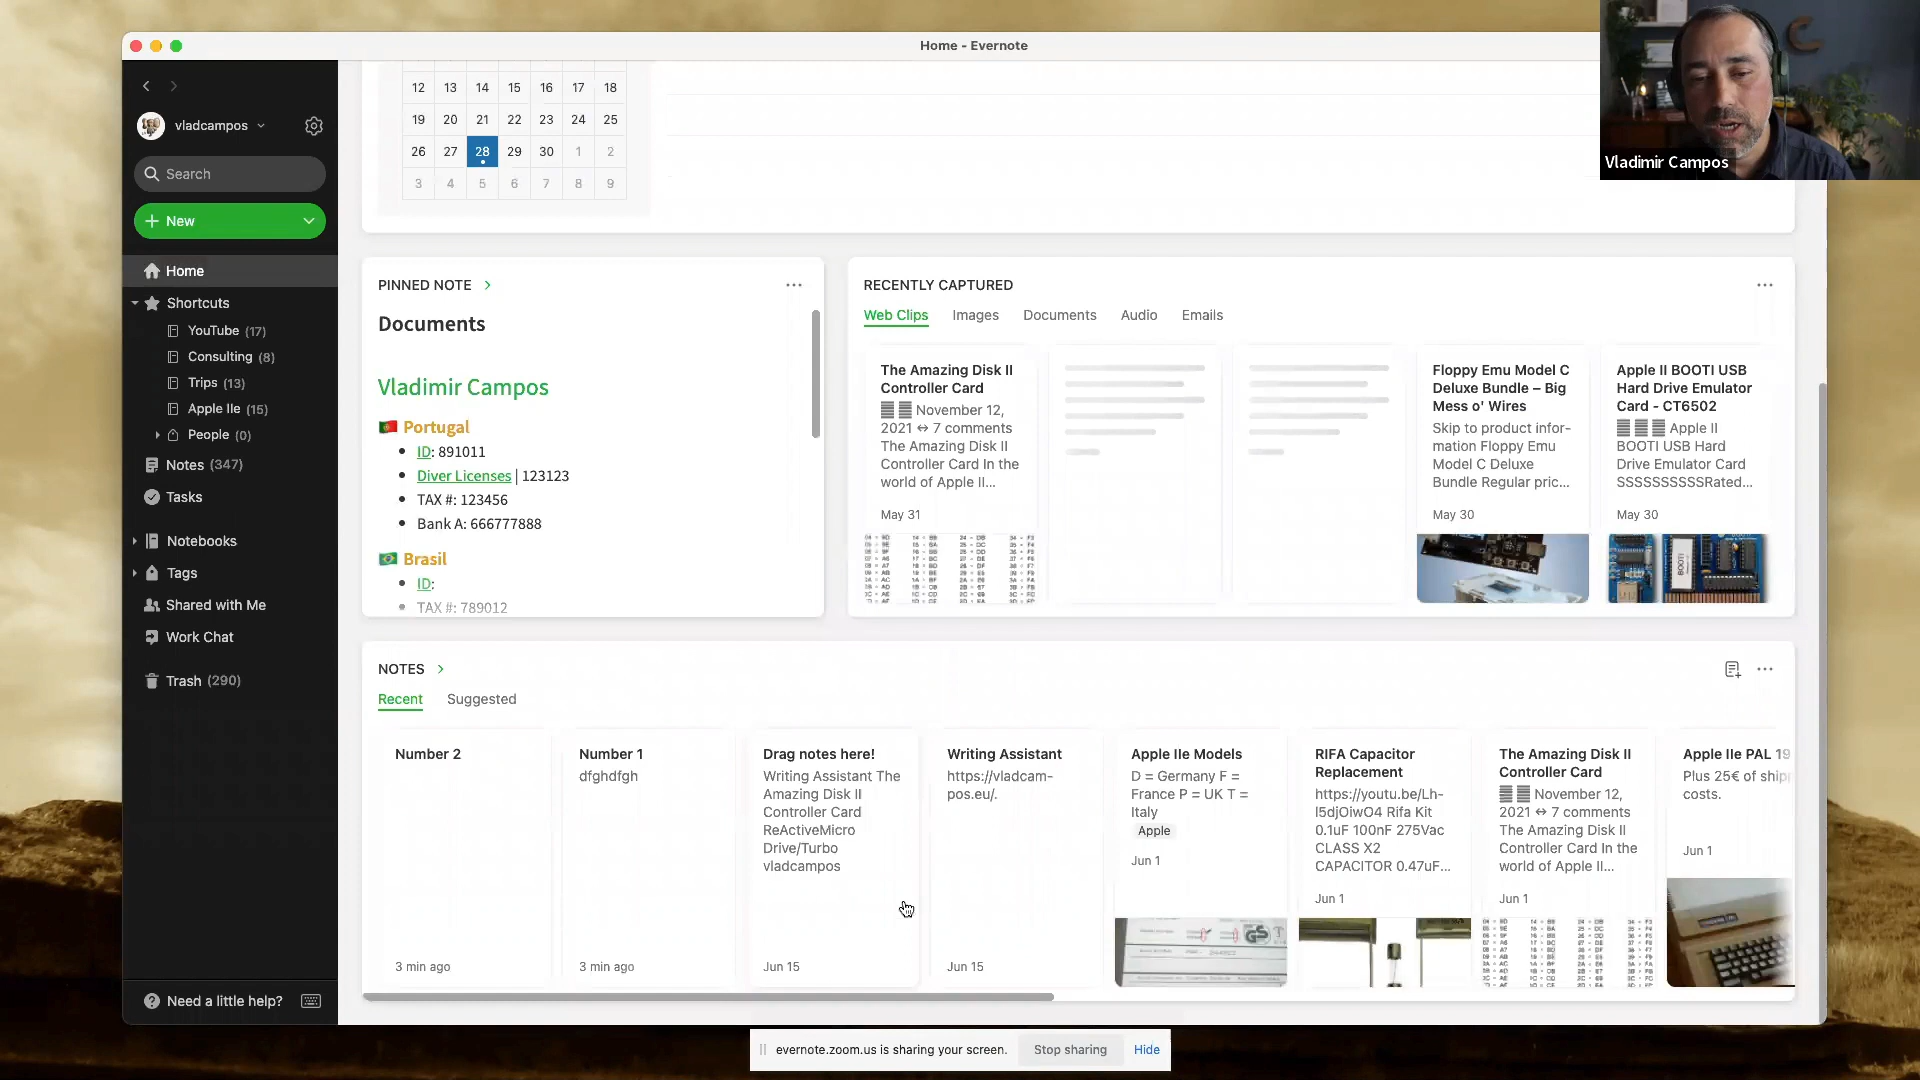 Home - Evernote
Vladimir Campos
vladcampos
Search
New
Home
Shortcuts
YouTube (17)
Consulting (8)
Trips (13)
Apple IIe (15)
People (0)
Notes (347)
Tasks
Notebooks
Tags
Shared with Me
Work Chat
Trash (290)
Need a little help?
12 13 14 15 16 17 18
19 20 21 22 23 24 25
26 27 28 29 30 1 2
3 4 5 6 7 8 9
PINNED NOTE
Documents
Vladimir Campos
Portugal
ID: 891011
Diver Licenses | 123123
TAX #: 123456
Bank A: 666777888
Brasil
ID:
TAX #: 789012
RECENTLY CAPTURED
Web Clips Images Documents Audio Emails
The Amazing Disk II
Controller Card
November 12,
2021 ↔ 7 comments
The Amazing Disk II
Controller Card In the
world of Apple II...
May 31
Floppy Emu Model C
Deluxe Bundle – Big
Mess o' Wires
Skip to product infor-
mation Floppy Emu
Model C Deluxe
Bundle Regular pric...
May 30
Apple II BOOTI USB
Hard Drive Emulator
Card - CT6502
Apple II
BOOTI USB Hard
Drive Emulator Card
SSSSSSSSSSRated...
May 30
NOTES
Recent Suggested
Number 2
3 min ago
Number 1
dfghdfgh
3 min ago
Drag notes here!
Writing Assistant The
Amazing Disk II
Controller Card
ReActiveMicro
Drive/Turbo
vladcampos
Jun 15
Writing Assistant
https://vladcam-
pos.eu/.
Jun 15
Apple IIe Models
D = Germany F =
France P = UK T =
Italy
Apple
Jun 1
RIFA Capacitor
Replacement
https://youtu.be/Lh-
I5djOiwO4 Rifa Kit
0.1uF 100nF 275Vac
CLASS X2
CAPACITOR 0.47uF...
Jun 1
The Amazing Disk II
Controller Card
November 12,
2021 ↔ 7 comments
The Amazing Disk II
Controller Card In the
world of Apple II...
Jun 1
Apple IIe PAL 19
Plus 25€ of ship
costs.
Jun 1
evernote.zoom.us is sharing your screen.
Stop sharing
Hide